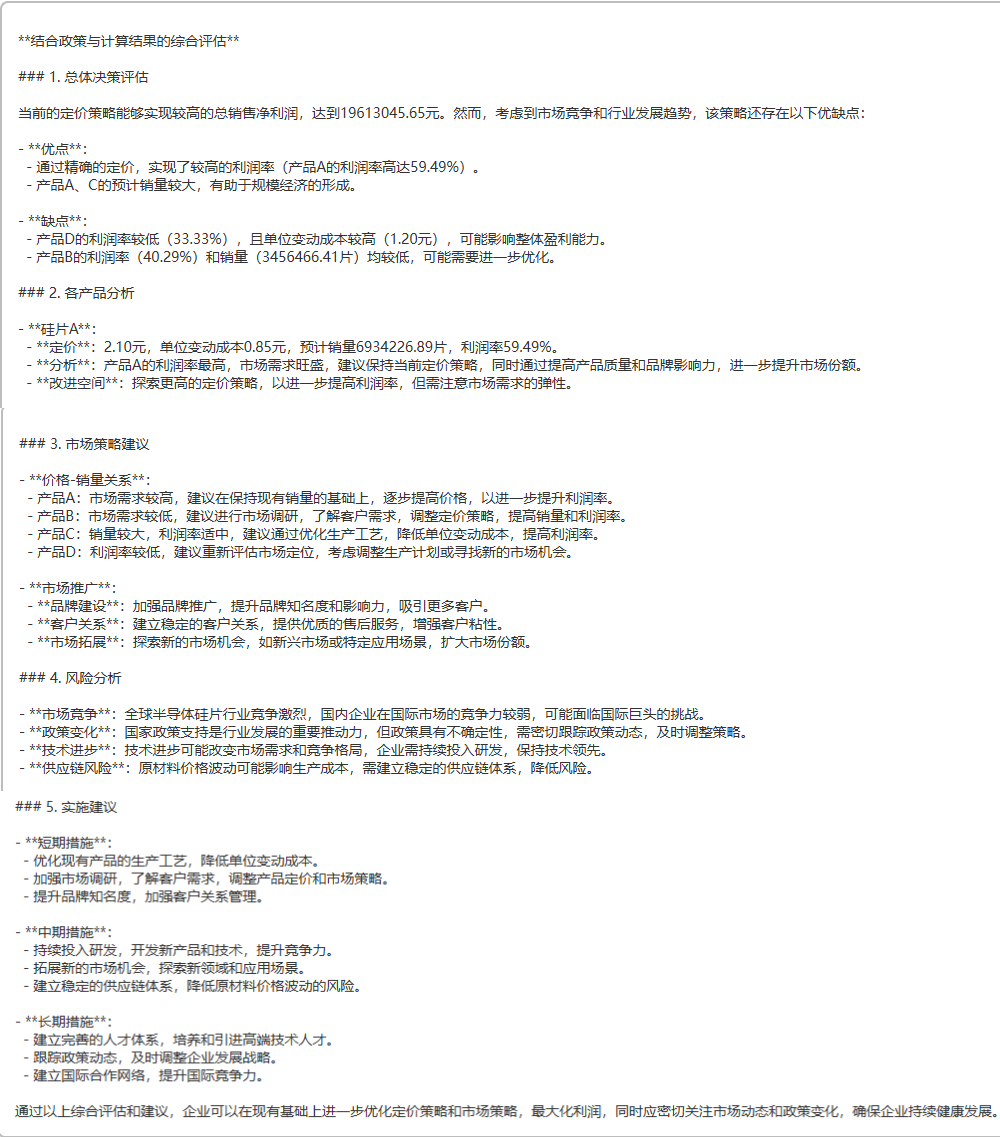 **结合政策与计算结果的综合评估**
### 1. 总体决策评估
当前的定价策略能够实现较高的总销售净利润，达到19613045.65元。然而，考虑到市场竞争和行业发展趋势，该策略还存在以下优缺点：
- **优点**：
- 通过精确的定价，实现了较高的利润率（产品A的利润率高达59.49%）。
- 产品A、C的预计销量较大，有助于规模经济的形成。
- **缺点**：
- 产品D的利润率较低（33.33%），且单位变动成本较高（1.20元），可能影响整体盈利能力。
- 产品B的利润率（40.29%）和销量（3456466.41片）均较低，可能需要进一步优化。
### 2. 各产品分析
- **硅片A**：
- **定价**：2.10元，单位变动成本0.85元，预计销量6934226.89片，利润率59.49%。
- **分析**：产品A的利润率最高，市场需求旺盛，建议保持当前定价策略，同时通过提高产品质量和品牌影响力，进一步提升市场份额。
- **改进空间**：探索更高的定价策略，以进一步提高利润率，但需注意市场需求的弹性。
### 3. 市场策略建议
- **价格-销量关系**：
- 产品A：市场需求较高，建议在保持现有销量的基础上，逐步提高价格，以进一步提升利润率。
- 产品B：市场需求较低，建议进行市场调研，了解客户需求，调整定价策略，提高销量和利润率。
- 产品C：销量较大，利润率适中，建议通过优化生产工艺，降低单位变动成本，提高利润率。
- 产品D：利润率较低，建议重新评估市场定位，考虑调整生产计划或寻找新的市场机会。
- **市场推广**：
- **品牌建设**：加强品牌推广，提升品牌知名度和影响力，吸引更多客户。
- **客户关系**：建立稳定的客户关系，提供优质的售后服务，增强客户粘性。
- **市场拓展**：探索新的市场机会，如新兴市场或特定应用场景，扩大市场份额。
### 4. 风险分析
- **市场竞争**：全球半导体硅片行业竞争激烈，国内企业在国际市场的竞争力较弱，可能面临国际巨头的挑战。
- **政策变化**：国家政策支持是行业发展的重要推动力，但政策具有不确定性，需密切跟踪政策动态，及时调整策略。
- **技术进步**：技术进步可能改变市场需求和竞争格局，企业需持续投入研发，保持技术领先。
- **供应链风险**：原材料价格波动可能影响生产成本，需建立稳定的供应链体系，降低风险。
### 5. 实施建议
- **短期措施**：
- 优化现有产品的生产工艺，降低单位变动成本。
- 加强市场调研，了解客户需求，调整产品定价和市场策略。
- 提升品牌知名度，加强客户关系管理。
- **中期措施**：
- 持续投入研发，开发新产品和技术，提升竞争力。
- 拓展新的市场机会，探索新领域和应用场景。
- 建立稳定的供应链体系，降低原材料价格波动的风险。
- **长期措施**：
- 建立完善的人才体系，培养和引进高端技术人才。
- 跟踪政策动态，及时调整企业发展战略。
- 建立国际合作网络，提升国际竞争力。
通过以上综合评估和建议，企业可以在现有基础上进一步优化定价策略和市场策略，最大化利润，同时应密切关注市场动态和政策变化，确保企业持续健康发展。